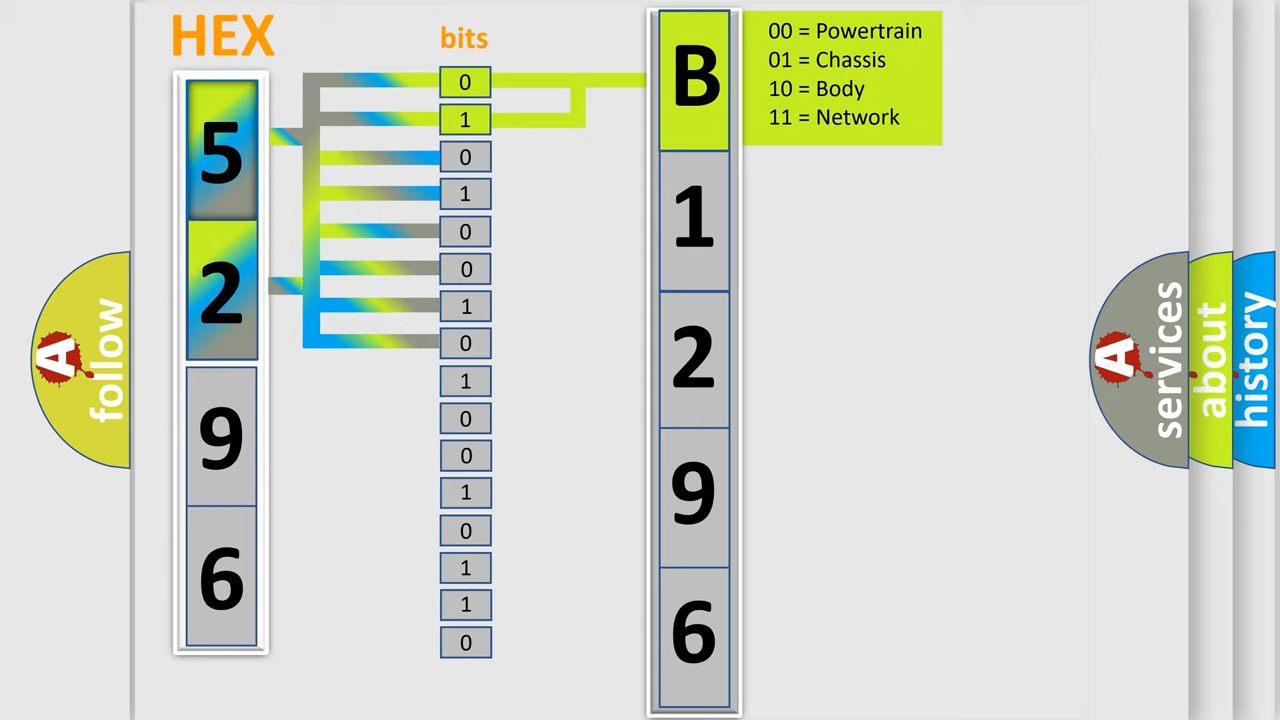 HEX
bits
5
2
9
6
0
1
0
1
0
0
1
0
1
0
0
1
0
1
1
0
B
1
2
9
6
00 = Powertrain
01 = Chassis
10 = Body
11 = Network
A
follow
A
services
about
history